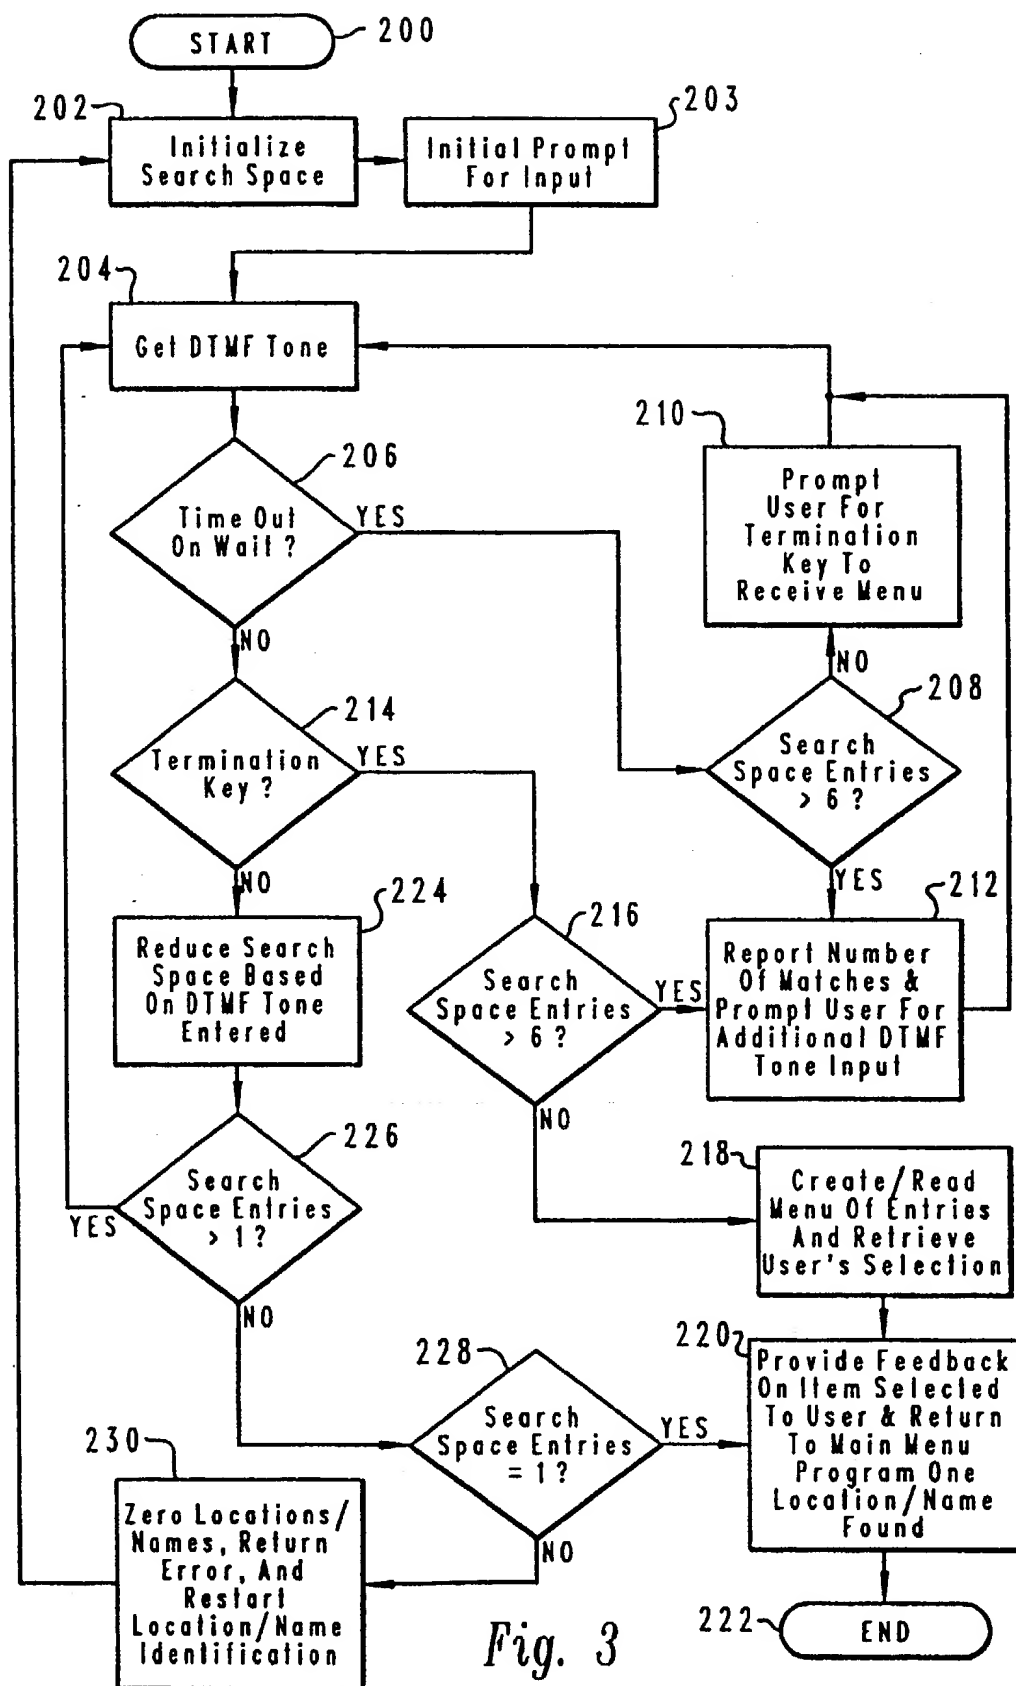 START
200
202
Initialize
Search Space
203
Initial Prompt
For Input
204
Get DTMF Tone
206
Time Out
On Wait ?
YES
NO
210
Prompt
User For
Termination
Key To
Receive Menu
NO
208
Search
Space Entries
> 6 ?
YES
214
Termination
Key ?
YES
NO
212
Report Number
Of Matches &
Prompt User For
Additional DTMF
Tone Input
224
Reduce Search
Space Based
On DTMF Tone
Entered
216
Search
Space Entries
> 6 ?
YES
NO
226
Search
Space Entries
> 1 ?
YES
NO
218
Create/Read
Menu Of Entries
And Retrieve
User's Selection
228
Search
Space Entries
= 1 ?
YES
NO
220
Provide Feedback
On Item Selected
To User & Return
To Main Menu
Program One
Location/Name
Found
230
Zero Locations/
Names, Return
Error, And
Restart
Location/Name
Identification
222
END
Fig. 3